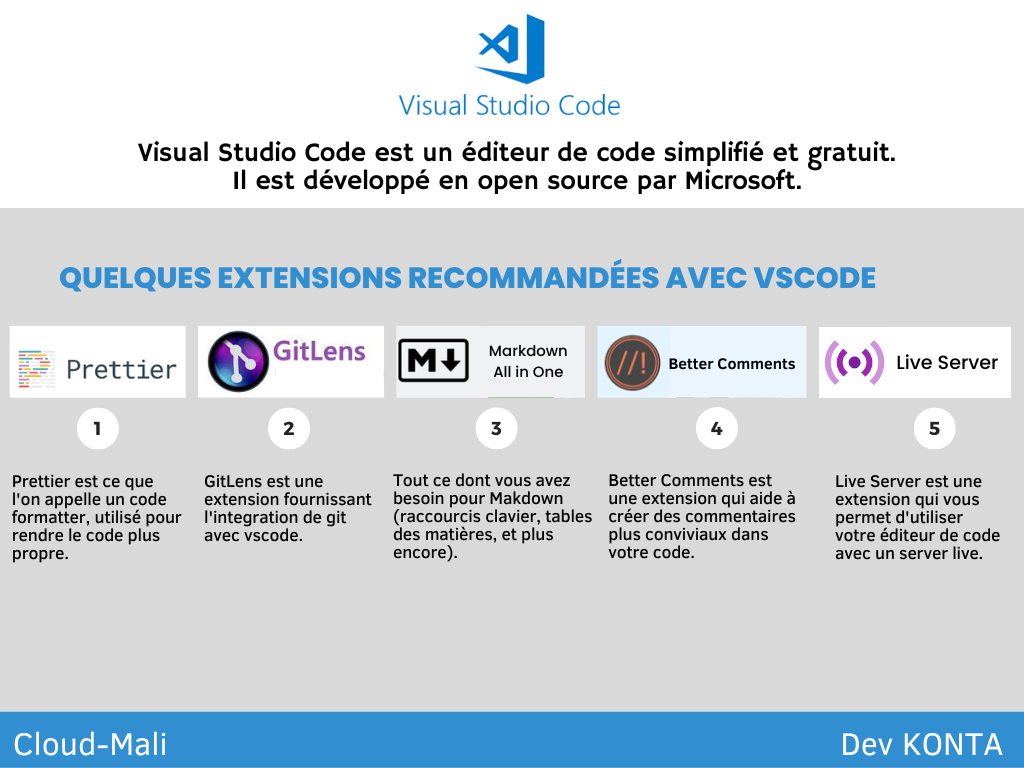 Visual Studio Code
Visual Studio Code est un éditeur de code simplifié et gratuit.
Il est développé en open source par Microsoft.
QUELQUES EXTENSIONS RECOMMANDÉES AVEC VSCODE
Prettier
GitLens
M
Markdown
All in One
//!
Better Comments
Live Server
1
2
3
4
5
Prettier est ce que
l'on appelle un code
formatter, utilisé pour
rendre le code plus
propre.
GitLens est une
extension fournissant
l'integration de git
avec vscode.
Tout ce dont vous avez
besoin pour Makdown
(raccourcis clavier, tables
des matières, et plus
encore).
Better Comments est
une extension qui aide à
créer des commentaires
plus conviviaux dans
votre code.
Live Server est une
extension qui vous
permet d'utiliser
votre éditeur de code
avec un server live.
Cloud-Mali
Dev KONTA